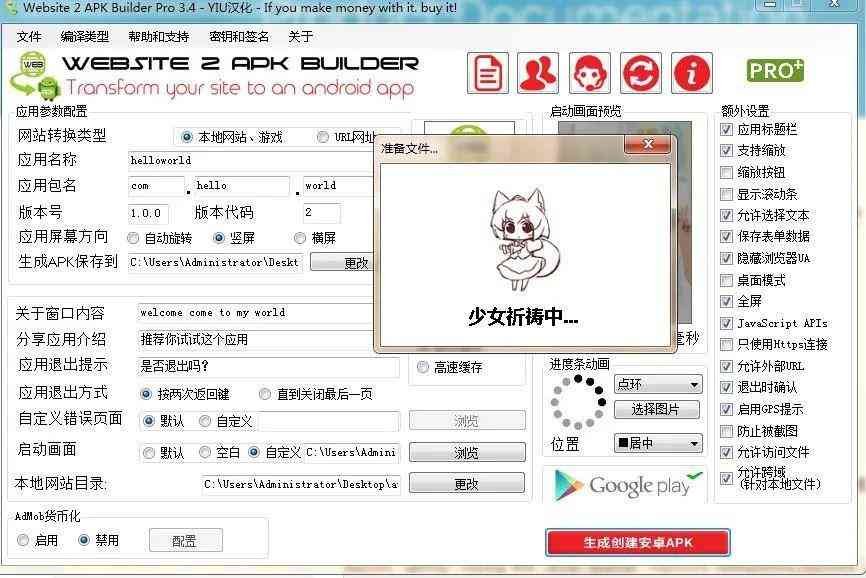 Website 2 APK Builder Pro 3.4 - YIU汉化 - If you make money with it. buy it!
文件 编译类型 帮助和支持 密钥和签名 关于
WEB
WEBSITE 2 APK BUILDER
Transform your site to an android app
PRO+
应用参数配置
网站转换类型 本地网站、游戏 URL网址
应用名称 helloworld
应用包名 com . hello . world
版本号 1.0.0 版本代码 2
应用屏幕方向 自动旋转 竖屏 横屏
生成APK保存到 C:\Users\Administrator\Deskt 更改
关于窗口内容 welcome come to my world
分享应用介绍 推荐你试试这个应用
应用退出提示 是否退出吗?
应用退出方式 按两次返回键 直到关闭最后一页
自定义错误页面 默认 自定义 浏览
启动画面 默认 空白 自定义 C:\Users\Admini 浏览
本地网站目录: C:\Users\Administrator\Desktop\a 更改
AdMob货币化
启用 禁用 配置
准备文件...
少女祈祷中...
高速缓存
启动画面预览
毫秒
进度条动画
点环
选择图片
位置 居中
Google play
生成创建安卓APK
额外设置
应用标题栏
支持缩放
缩放按钮
显示滚动条
允许选择文本
保存表单数据
隐藏浏览器UA
桌面模式
全屏
JavaScript APIs
只使用Https连接
允许外部URL
退出时确认
启用GPS提示
防止被截图
允许访问文件
允许跨域
(针对本地文件)